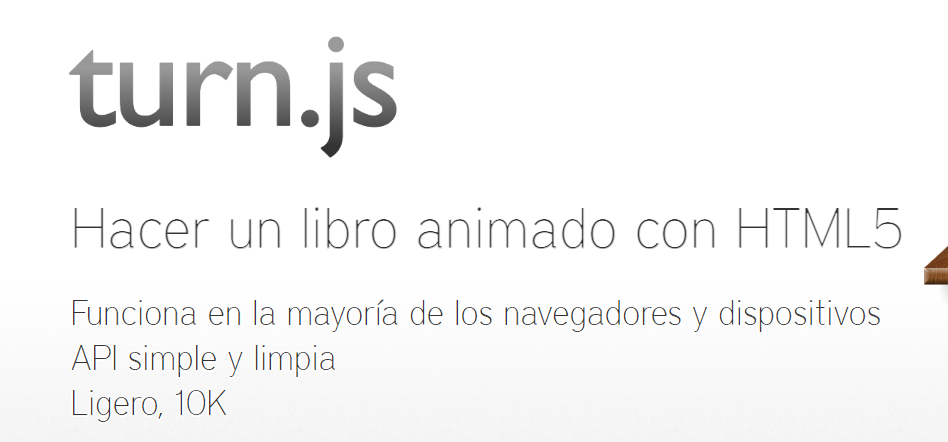 turn.js
Hacer un libro animado con HTML5
Funciona en la mayoría de los navegadores y dispositivos
API simple y limpia
Ligero, 10K